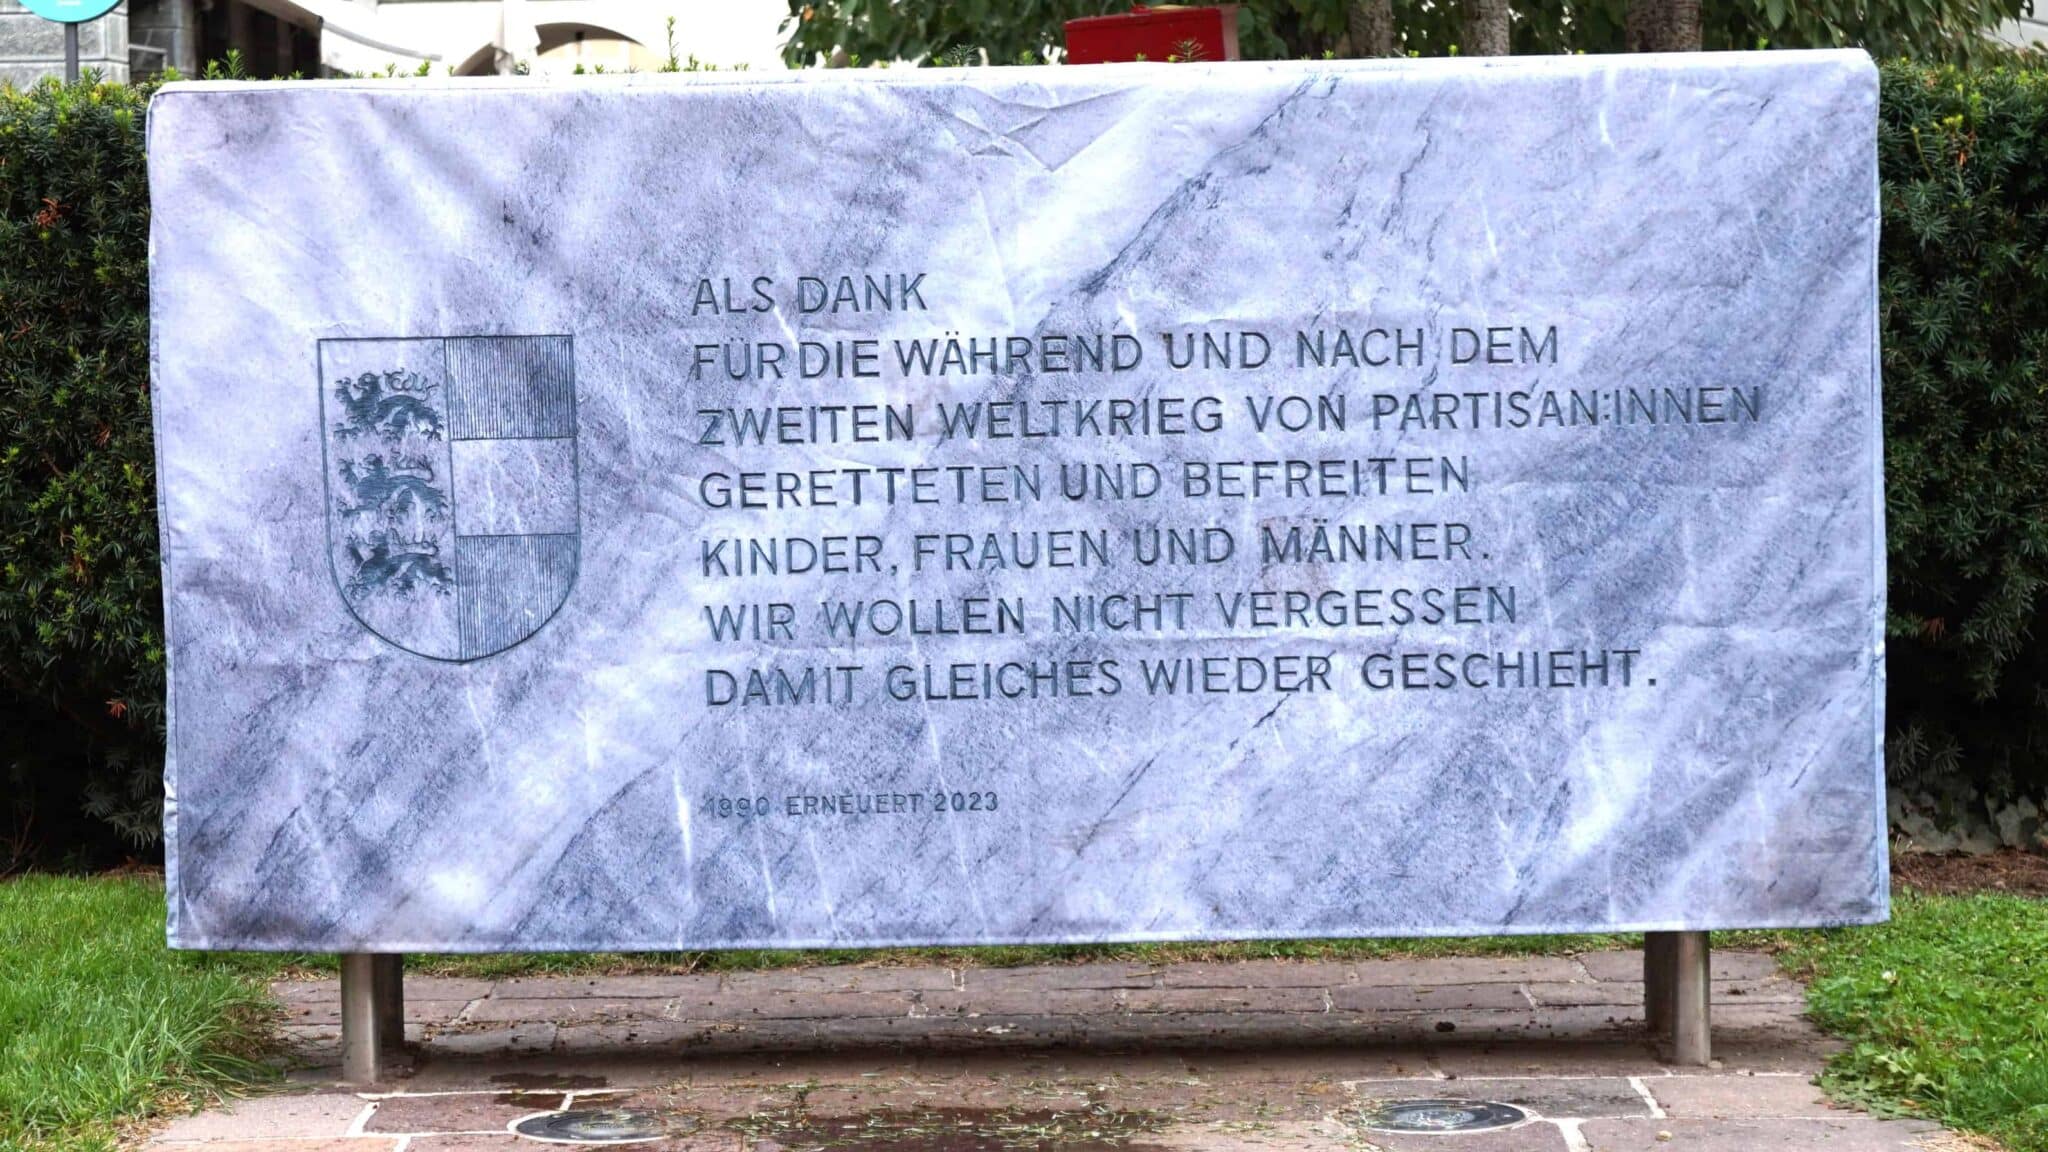 ALS DANK
FÜR DIE WÄHREND UND NACH DEM
ZWEITEN WELTKRIEG VON PARTISAN:INNEN
GERETTETEN UND BEFREITEN
KINDER, FRAUEN UND MÄNNER.
WIR WOLLEN NICHT VERGESSEN
DAMIT GLEICHES WIEDER GESCHIEHT.
1990 ERNEUERT 2023